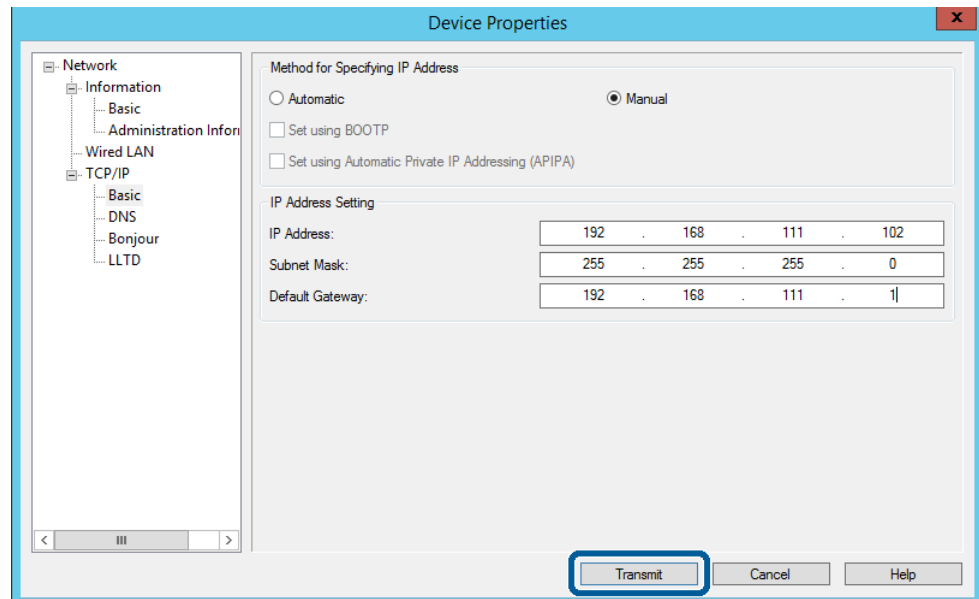 Device Properties
x
Network
Information
Basic
Administration Inforr
Wired LAN
TCP/IP
Basic
DNS
Bonjour
LLTD
Method for Specifying IP Address
Automatic
Manual
Set using BOOTP
Set using Automatic Private IP Addressing (APIPA)
IP Address Setting
IP Address: 192 . 168 . 111 . 102
Subnet Mask: 255 . 255 . 255 . 0
Default Gateway: 192 . 168 . 111 . 1
Transmit Cancel Help